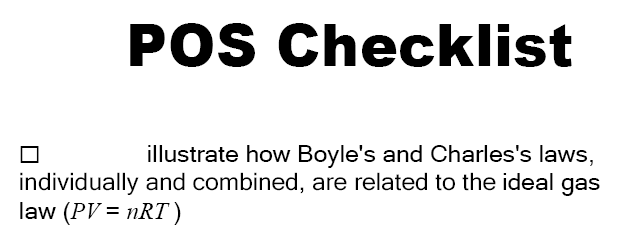 POS Checklist
□ illustrate how Boyle's and Charles's laws,
individually and combined, are related to the ideal gas
law (PV = nRT)